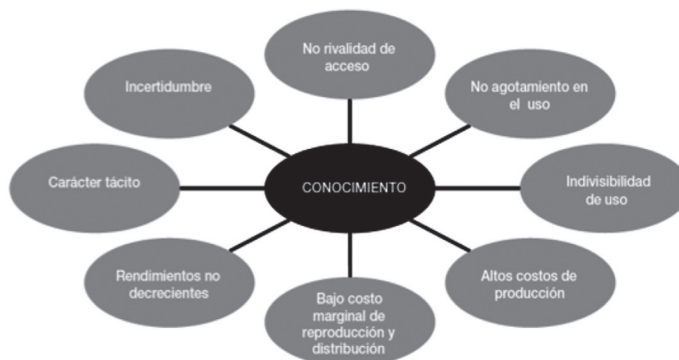 No rivalidad de
acceso
Incertidumbre
No agotamiento en
el uso
Carácter tácito
CONOCIMIENTO
Indivisibilidad
de uso
Rendimientos no
decrecientes
Altos costos de
producción
Bajo costo
marginal de
reproducción y
distribución